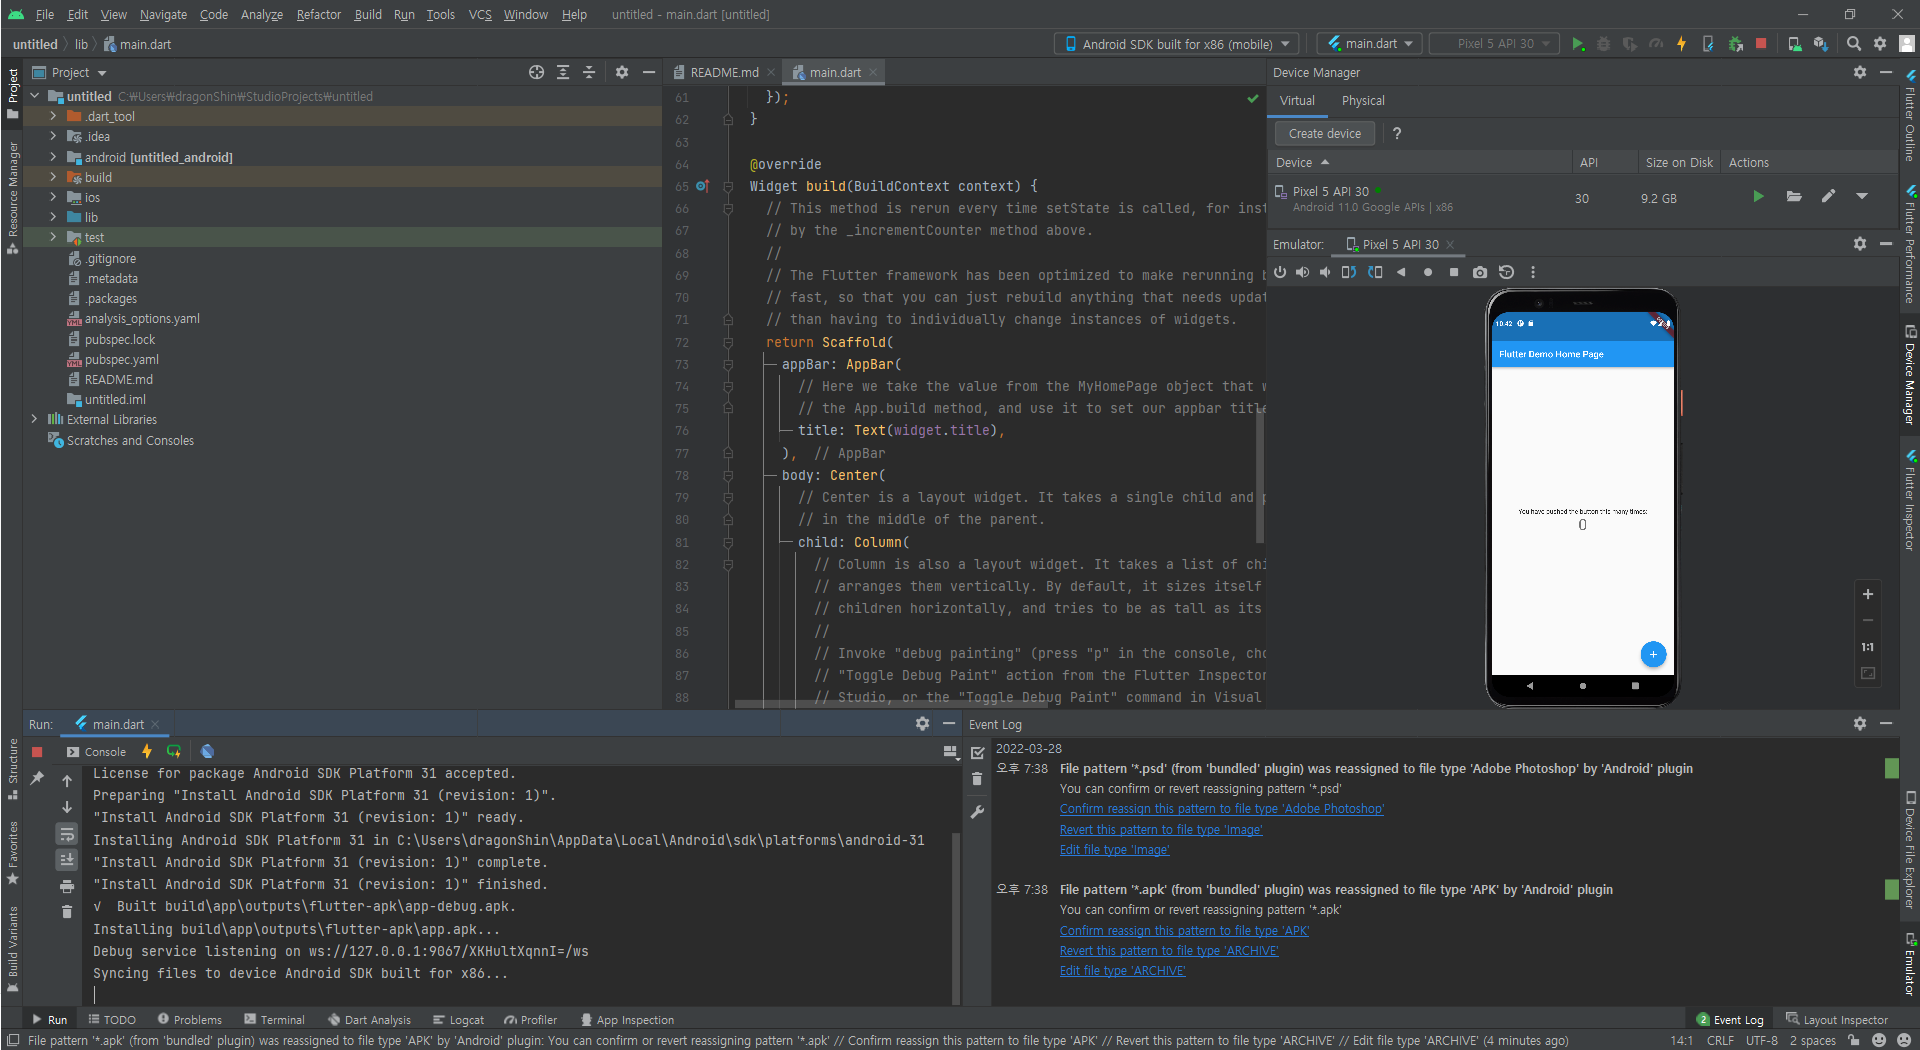 File Edit View Navigate Code Analyze Refactor Build Run Tools VCS Window Help untitled - main.dart [untitled]
untitled lib main.dart
Android SDK built for x86 (mobile) main.dart Pixel 5 API 30
Project
README.md
main.dart
Device Manager
Project
Resource Manager
Structure
Favorites
Build Variants
untitled C:₩Users₩dragonShin₩StudioProjects₩untitled
.dart_tool
.idea
android [untitled_android]
build
ios
lib
test
.gitignore
.metadata
.packages
analysis_options.yaml
pubspec.lock
pubspec.yaml
README.md
untitled.iml
External Libraries
Scratches and Consoles
61 });
62 }
63
64 @override
65 Widget build(BuildContext context) {
66 // This method is rerun every time setState is called, for inst
67 // by the _incrementCounter method above.
68 //
69 // The Flutter framework has been optimized to make rerunning b
70 // fast, so that you can just rebuild anything that needs updat
71 // than having to individually change instances of widgets.
72 return Scaffold(
73 appBar: AppBar(
74 // Here we take the value from the MyHomePage object that w
75 // the App.build method, and use it to set our appbar title
76 title: Text(widget.title),
77 ), // AppBar
78 body: Center(
79 // Center is a layout widget. It takes a single child and p
80 // in the middle of the parent.
81 child: Column(
82 // Column is also a layout widget. It takes a list of chi
83 // arranges them vertically. By default, it sizes itself
84 // children horizontally, and tries to be as tall as its
85 //
86 // Invoke "debug painting" (press "p" in the console, cho
87 // "Toggle Debug Paint" action from the Flutter Inspector
88 // Studio, or the "Toggle Debug Paint" command in Visual
Virtual Physical
Create device ?
Device API Size on Disk Actions
Pixel 5 API 30
Android 11.0 Google APIs | x86
30 9.2 GB
Emulator: Pixel 5 API 30
10:42
Flutter Demo Home Page
You have pushed the button this many times:
0
+
1:1
Flutter Outline
Flutter Performance
Device Manager
Flutter Inspector
Device File Explorer
Emulator
Run: main.dart
Console
License for package Android SDK Platform 31 accepted.
Preparing "Install Android SDK Platform 31 (revision: 1)".
"Install Android SDK Platform 31 (revision: 1)" ready.
Installing Android SDK Platform 31 in C:\Users\dragonShin\AppData\Local\Android\sdk\platforms\android-31
"Install Android SDK Platform 31 (revision: 1)" complete.
"Install Android SDK Platform 31 (revision: 1)" finished.
√ Built build\app\outputs\flutter-apk\app-debug.apk.
Installing build\app\outputs\flutter-apk\app.apk...
Debug service listening on ws://127.0.0.1:9067/XKHultXqnnI=/ws
Syncing files to device Android SDK built for x86...
Event Log
2022-03-28
오후 7:38 File pattern '*.psd' (from 'bundled' plugin) was reassigned to file type 'Adobe Photoshop' by 'Android' plugin
You can confirm or revert reassigning pattern '*.psd'
Confirm reassign this pattern to file type 'Adobe Photoshop'
Revert this pattern to file type 'Image'
Edit file type 'Image'
오후 7:38 File pattern '*.apk' (from 'bundled' plugin) was reassigned to file type 'APK' by 'Android' plugin
You can confirm or revert reassigning pattern '*.apk'
Confirm reassign this pattern to file type 'APK'
Revert this pattern to file type 'ARCHIVE'
Edit file type 'ARCHIVE'
Run TODO Problems Terminal Dart Analysis Logcat Profiler App Inspection
2 Event Log Layout Inspector
File pattern '*.apk' (from 'bundled' plugin) was reassigned to file type 'APK' by 'Android' plugin: You can confirm or revert reassigning pattern '*.apk' // Confirm reassign this pattern to file type 'APK' // Revert this pattern to file type 'ARCHIVE' // Edit file type 'ARCHIVE' (4 minutes ago)
14:1 CRLF UTF-8 2 spaces